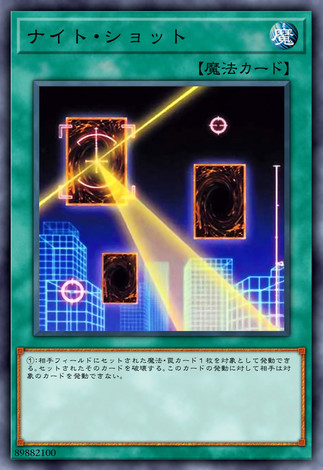 ナイト・ショット
魔
【魔法カード】
①:相手フィールドにセットされた魔法・罠カード1枚を対象として発動でき
る。セットされたそのカードを破壊する。このカードの発動に対して相手は対
象のカードを発動できない。
89882100